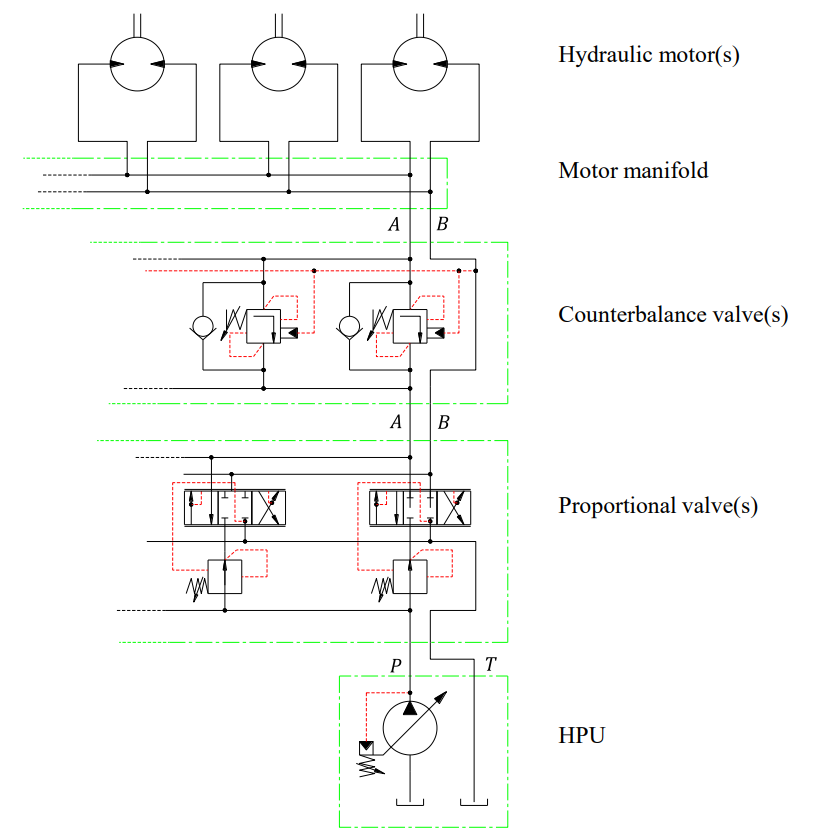 Hydraulic motor(s)
Motor manifold
A B
Counterbalance valve(s)
A B
Proportional valve(s)
P T
HPU